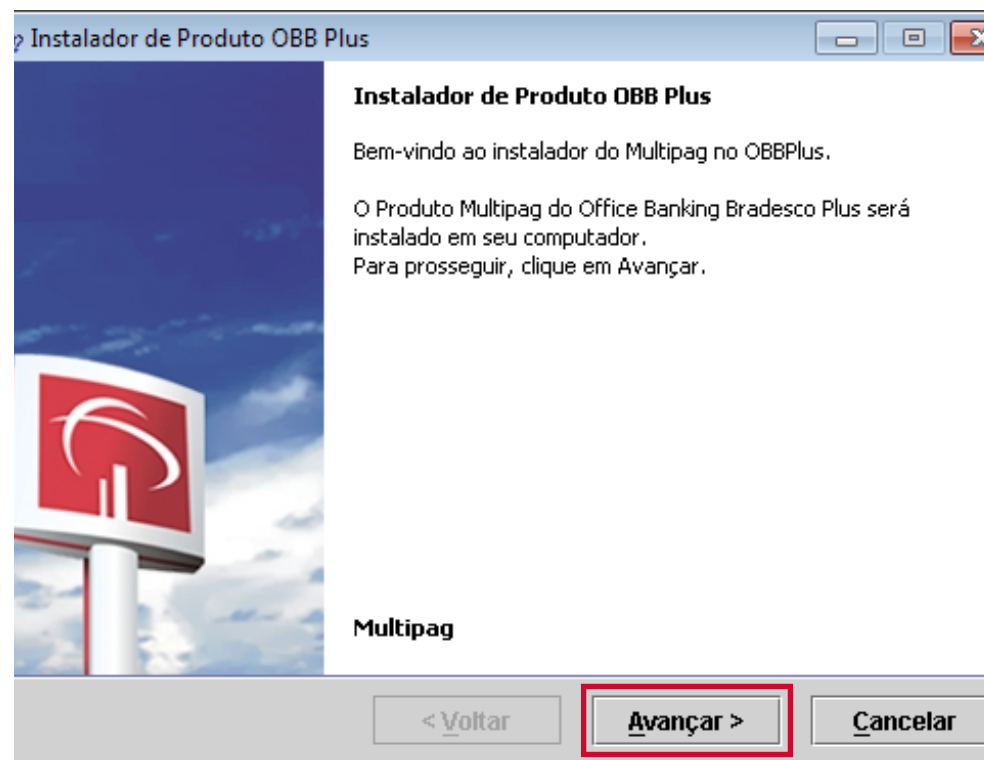 Instalador de Produto OBB Plus
Instalador de Produto OBB Plus
Bem-vindo ao instalador do Multipag no OBBPlus.
O Produto Multipag do Office Banking Bradesco Plus será
instalado em seu computador.
Para prosseguir, clique em Avançar.
Multipag
< Voltar
Avançar >
Cancelar